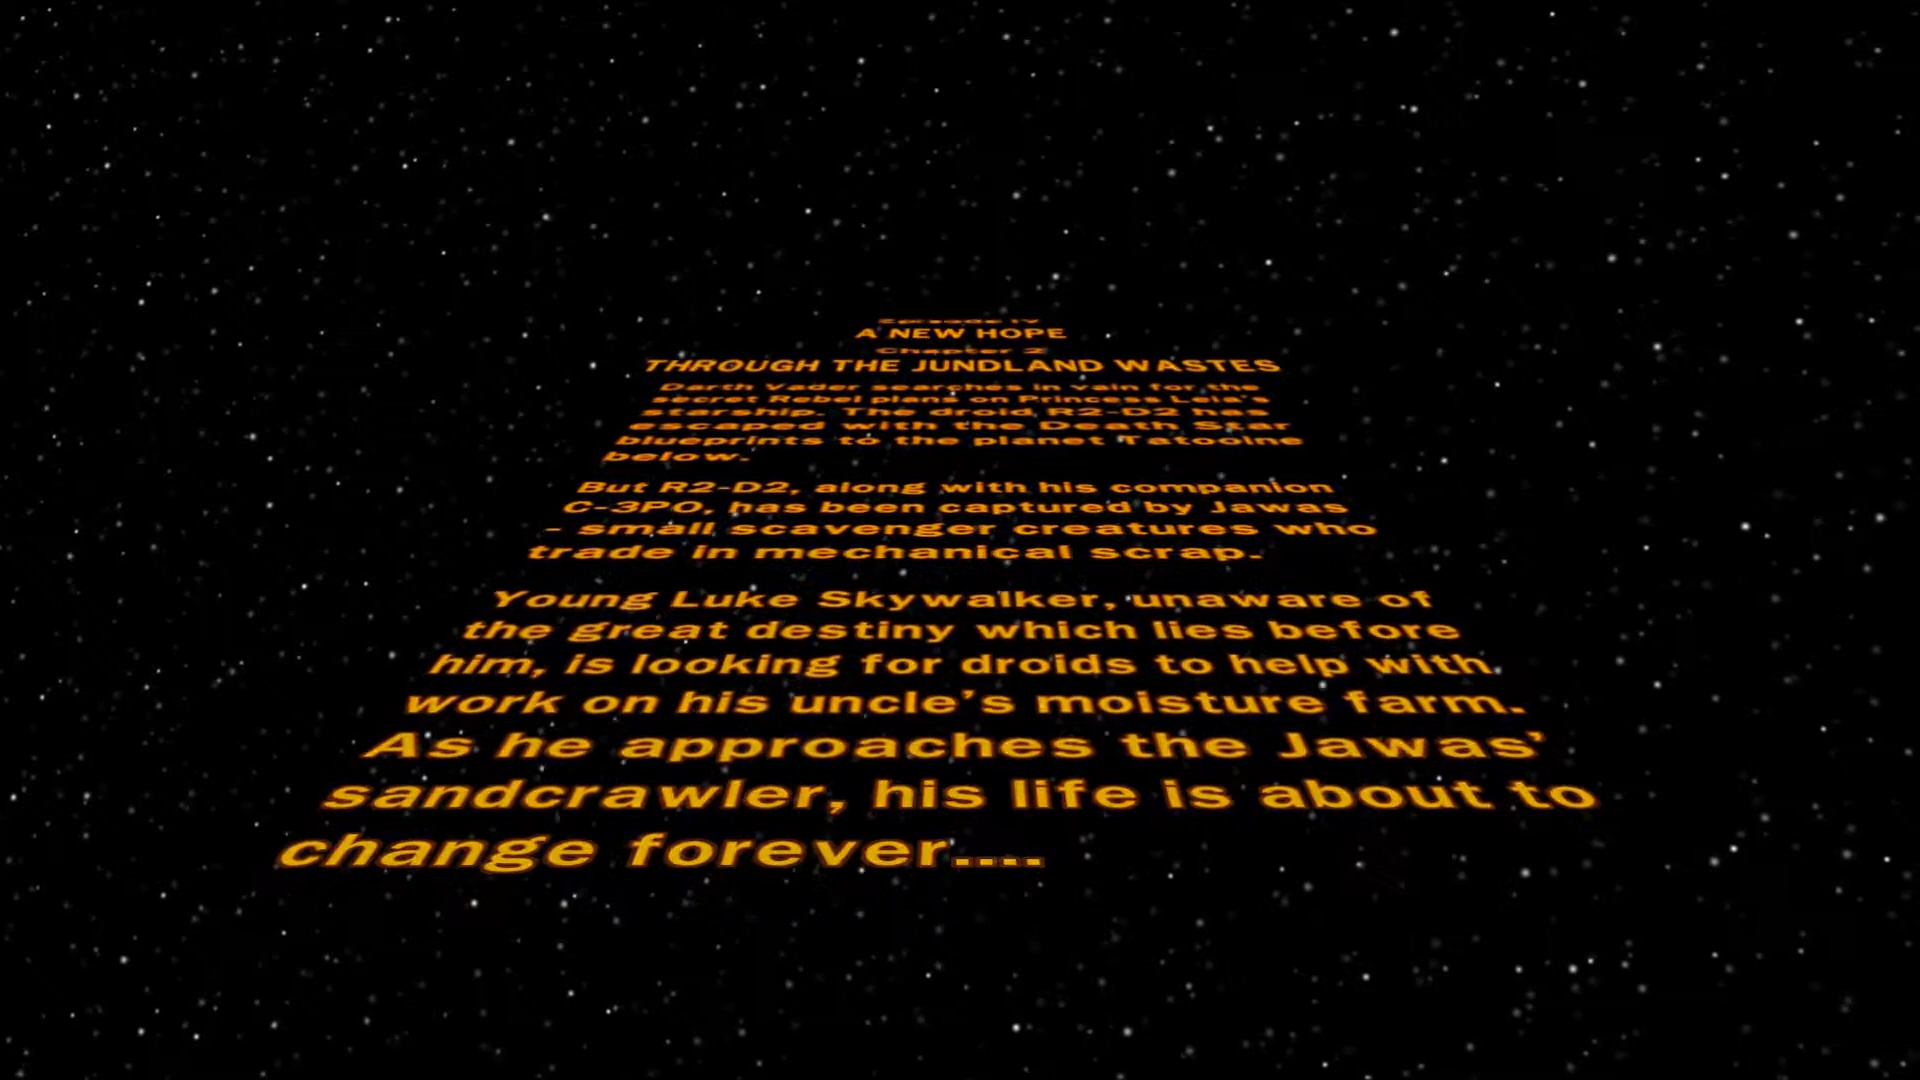 Episode IV
A NEW HOPE
Chapter 2
THROUGH THE JUNDLAND WASTES
Darth Vader searches in vain for the
secret Rebel plans on Princess Leia's
starship. The droid R2-D2 has
escaped with the Death Star
blueprints to the planet Tatooine
below.
But R2-D2, along with his companion
C-3PO, has been captured by Jawas
- small scavenger creatures who
trade in mechanical scrap.
Young Luke Skywalker, unaware of
the great destiny which lies before
him, is looking for droids to help with
work on his uncle's moisture farm.
As he approaches the Jawas'
sandcrawler, his life is about to
change forever....